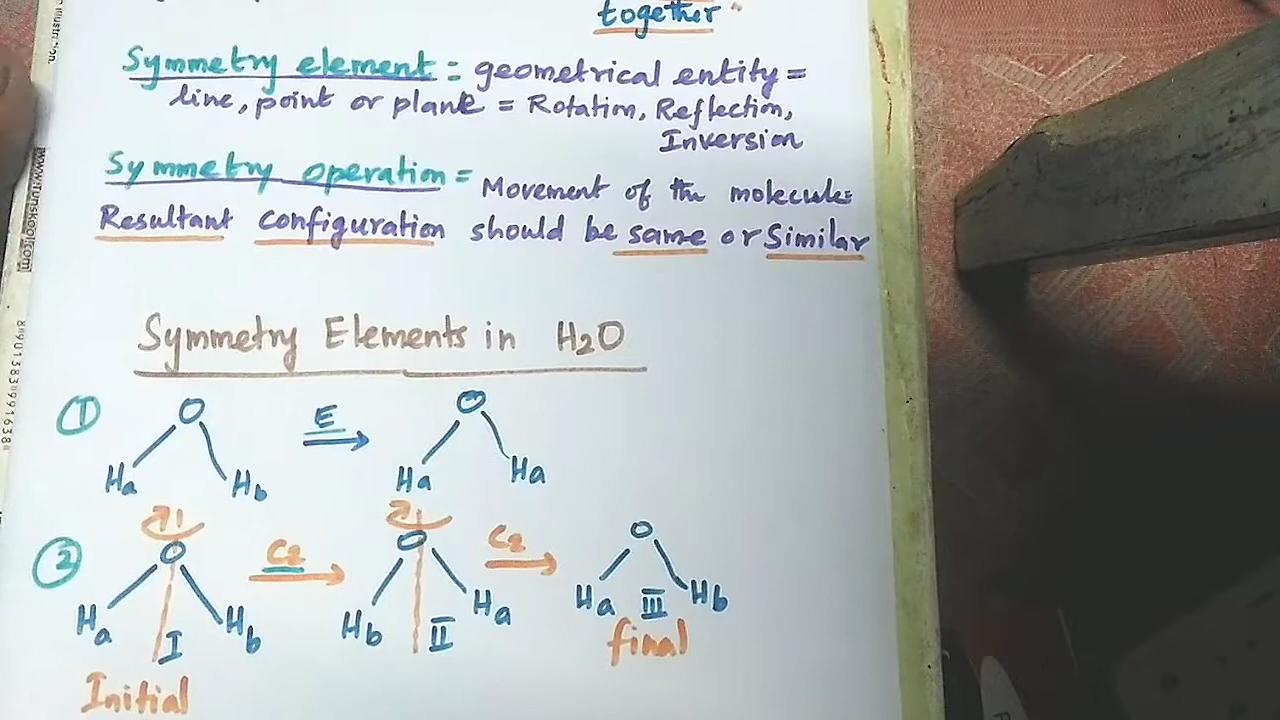 together"
Symmetry element = geometrical entity =
line, point or plane = Rotation, Reflection,
Inversion
Symmetry operation = Movement of the molecule =
Resultant configuration should be same or Similar
Symmetry Elements in H2O
1
O E O
Ha Hb Ha Ha
2
O C2 O C2 O
Ha I Hb Hb II Ha Ha III Hb
Initial final
8901383991638